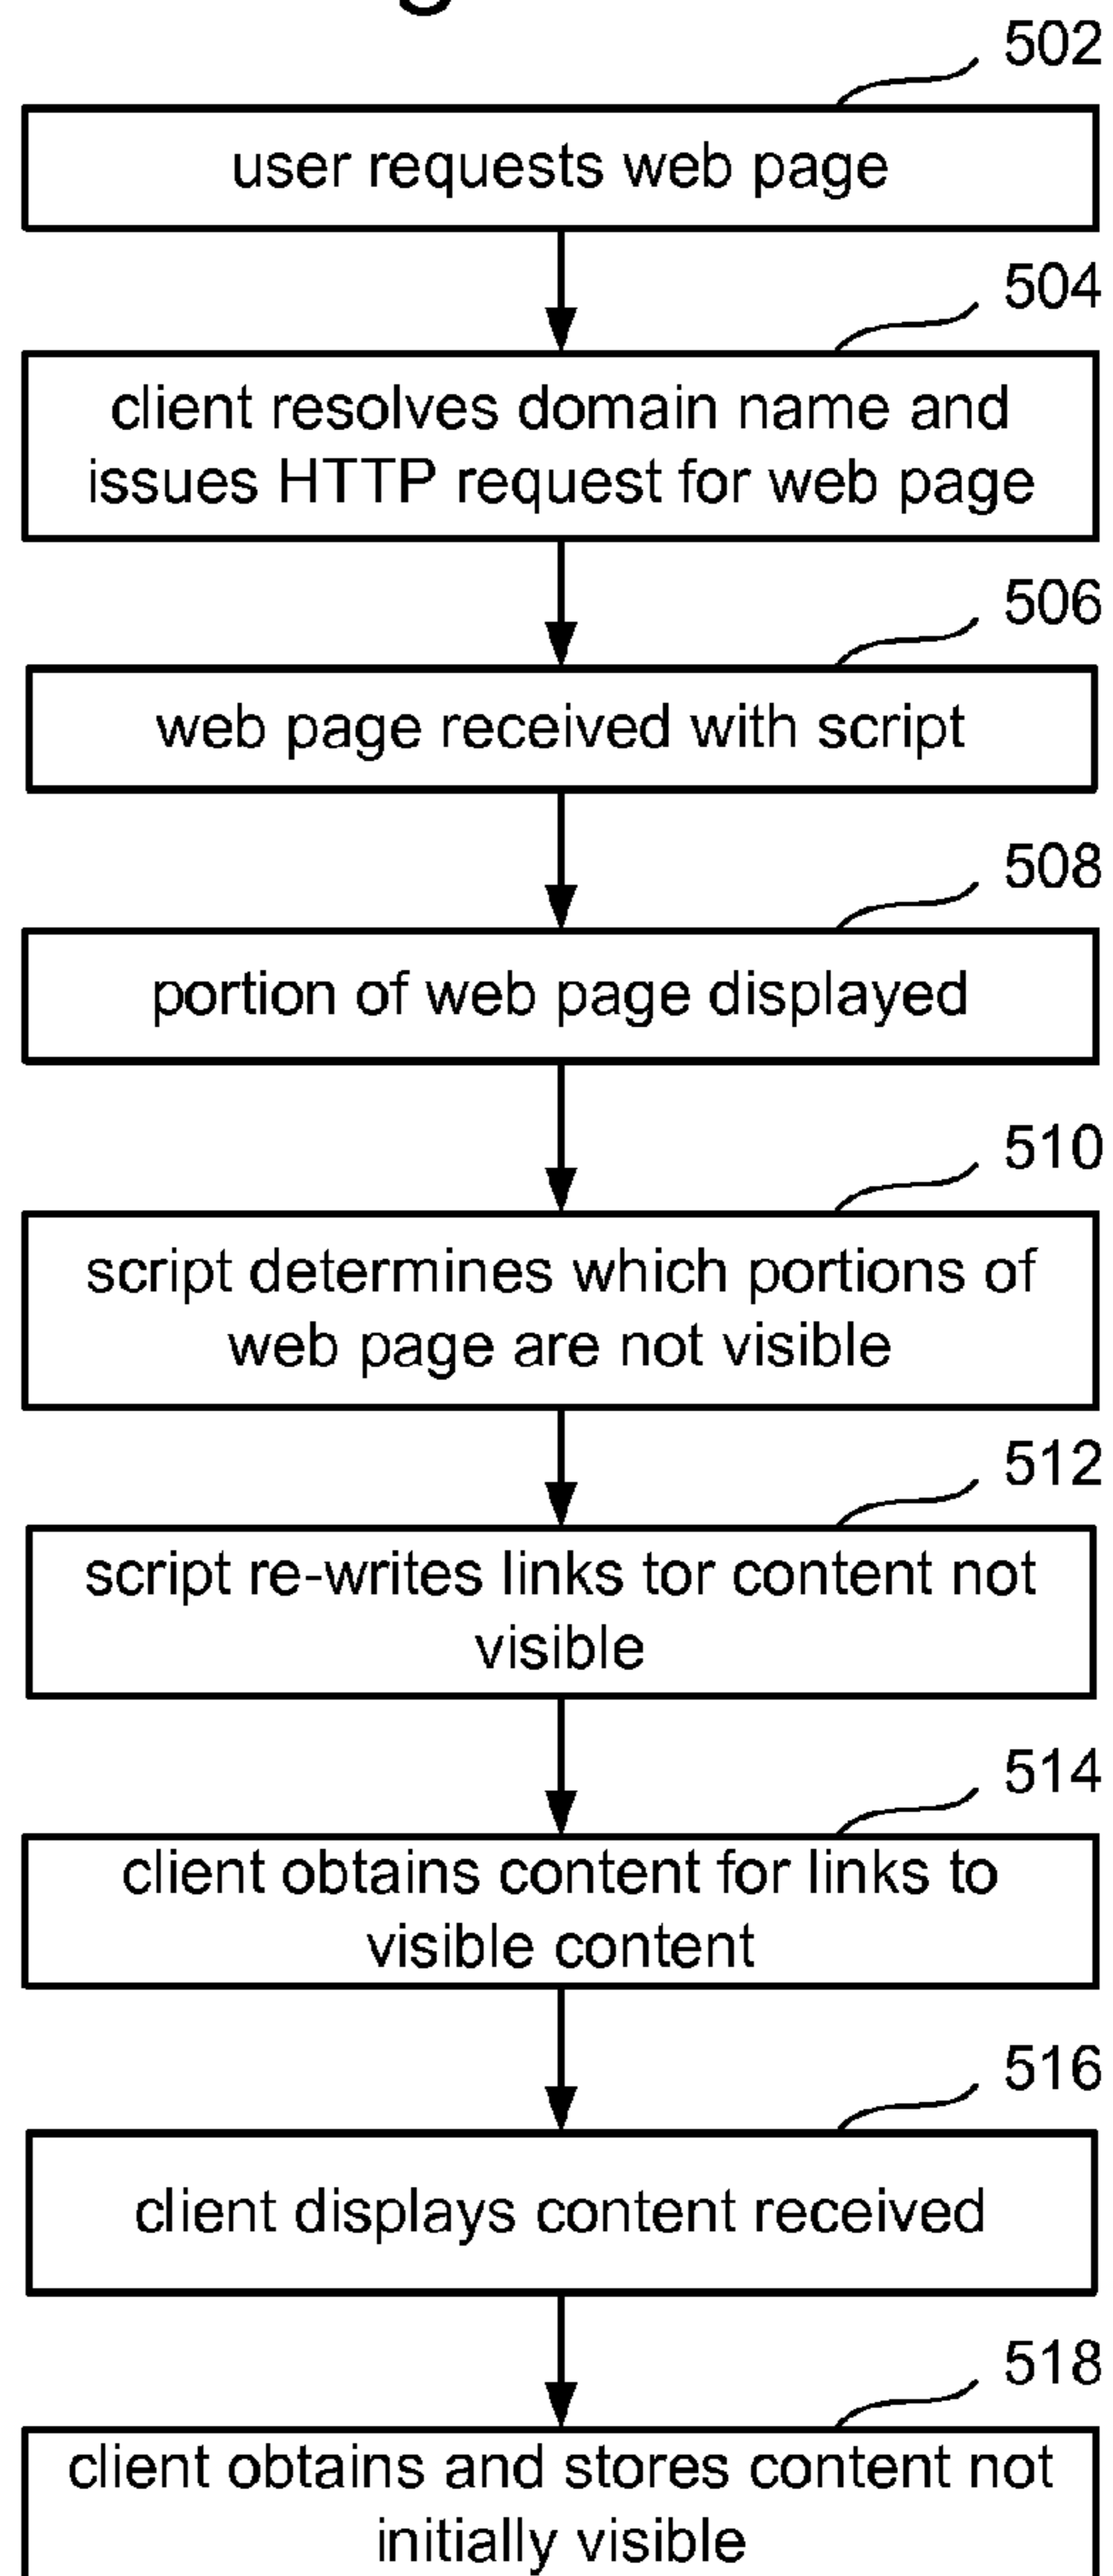 502
user requests web page
504
client resolves domain name and
issues HTTP request for web page
506
web page received with script
508
portion of web page displayed
510
script determines which portions of
web page are not visible
512
script re-writes links tor content not
visible
514
client obtains content for links to
visible content
516
client displays content received
518
client obtains and stores content not
initially visible